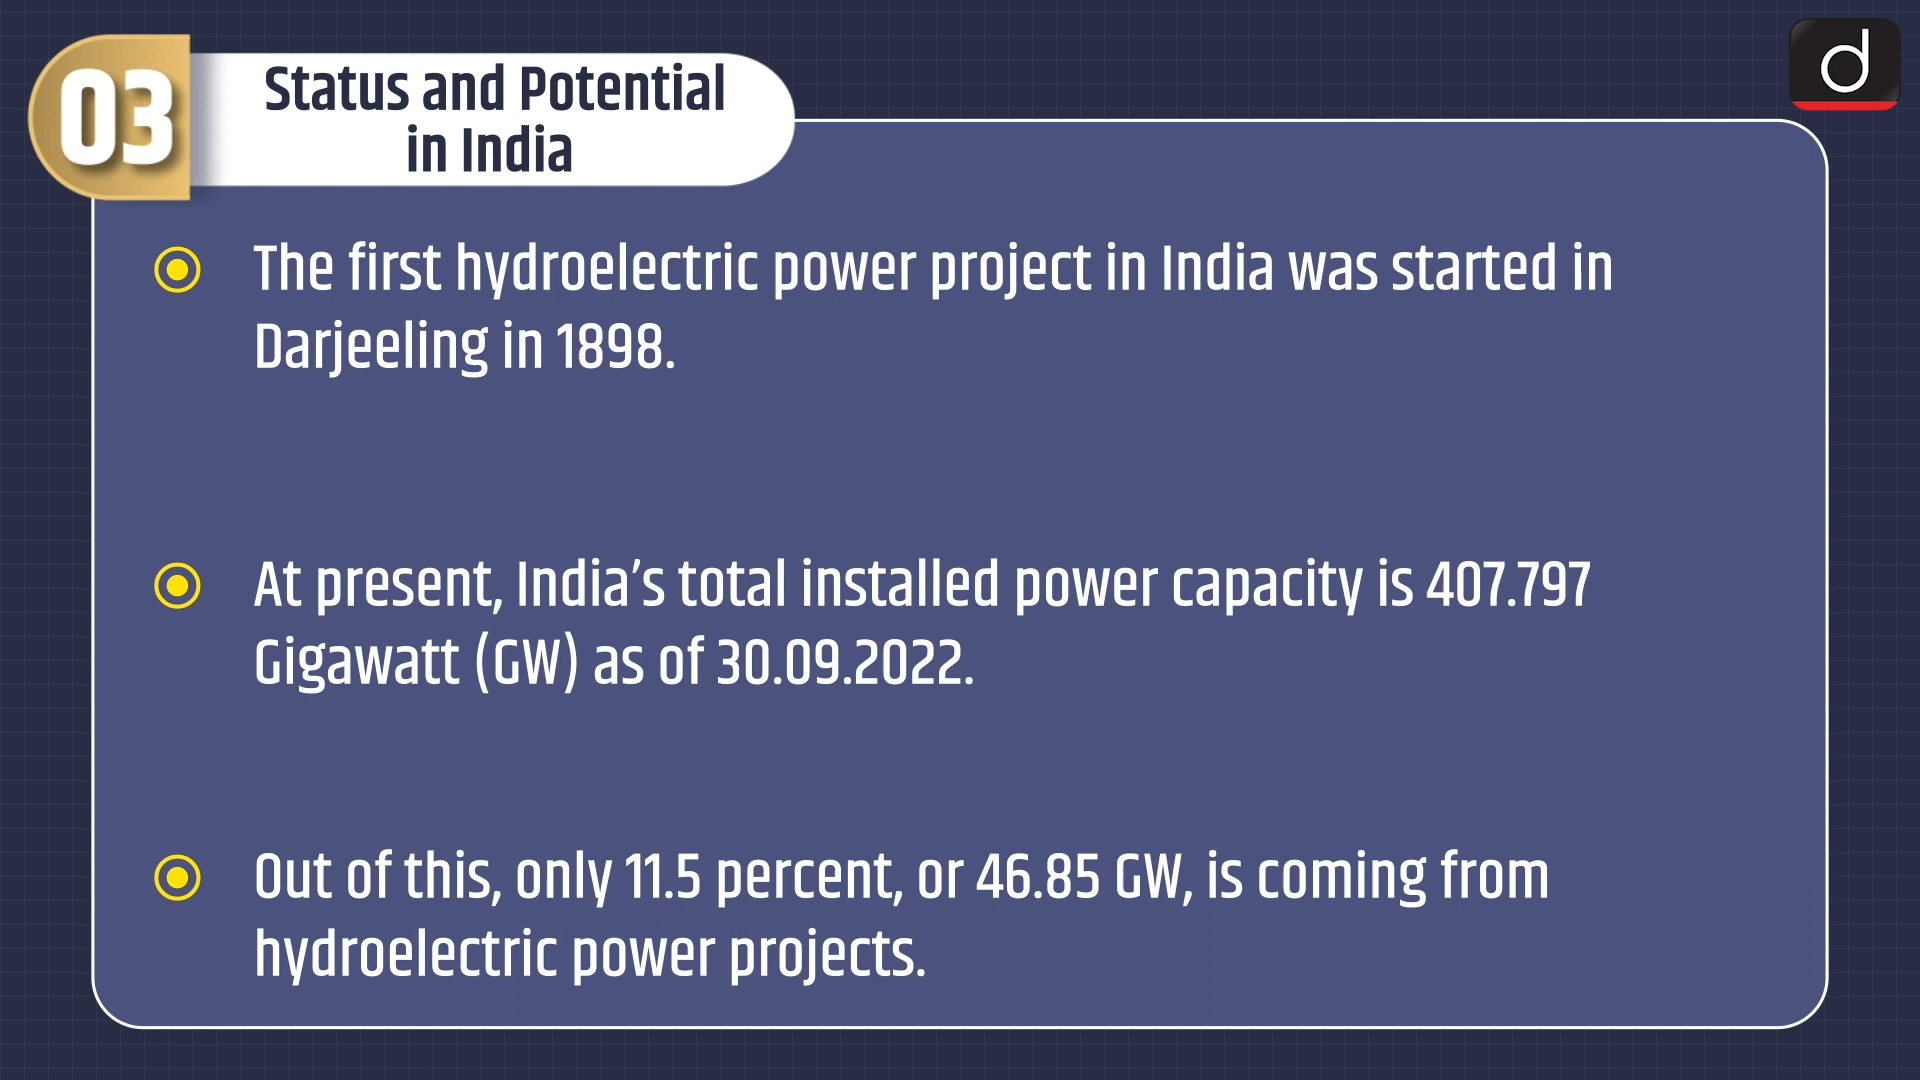 03
Status and Potential
in India
d
The first hydroelectric power project in India was started in
Darjeeling in 1898.
At present, India’s total installed power capacity is 407.797
Gigawatt (GW) as of 30.09.2022.
Out of this, only 11.5 percent, or 46.85 GW, is coming from
hydroelectric power projects.